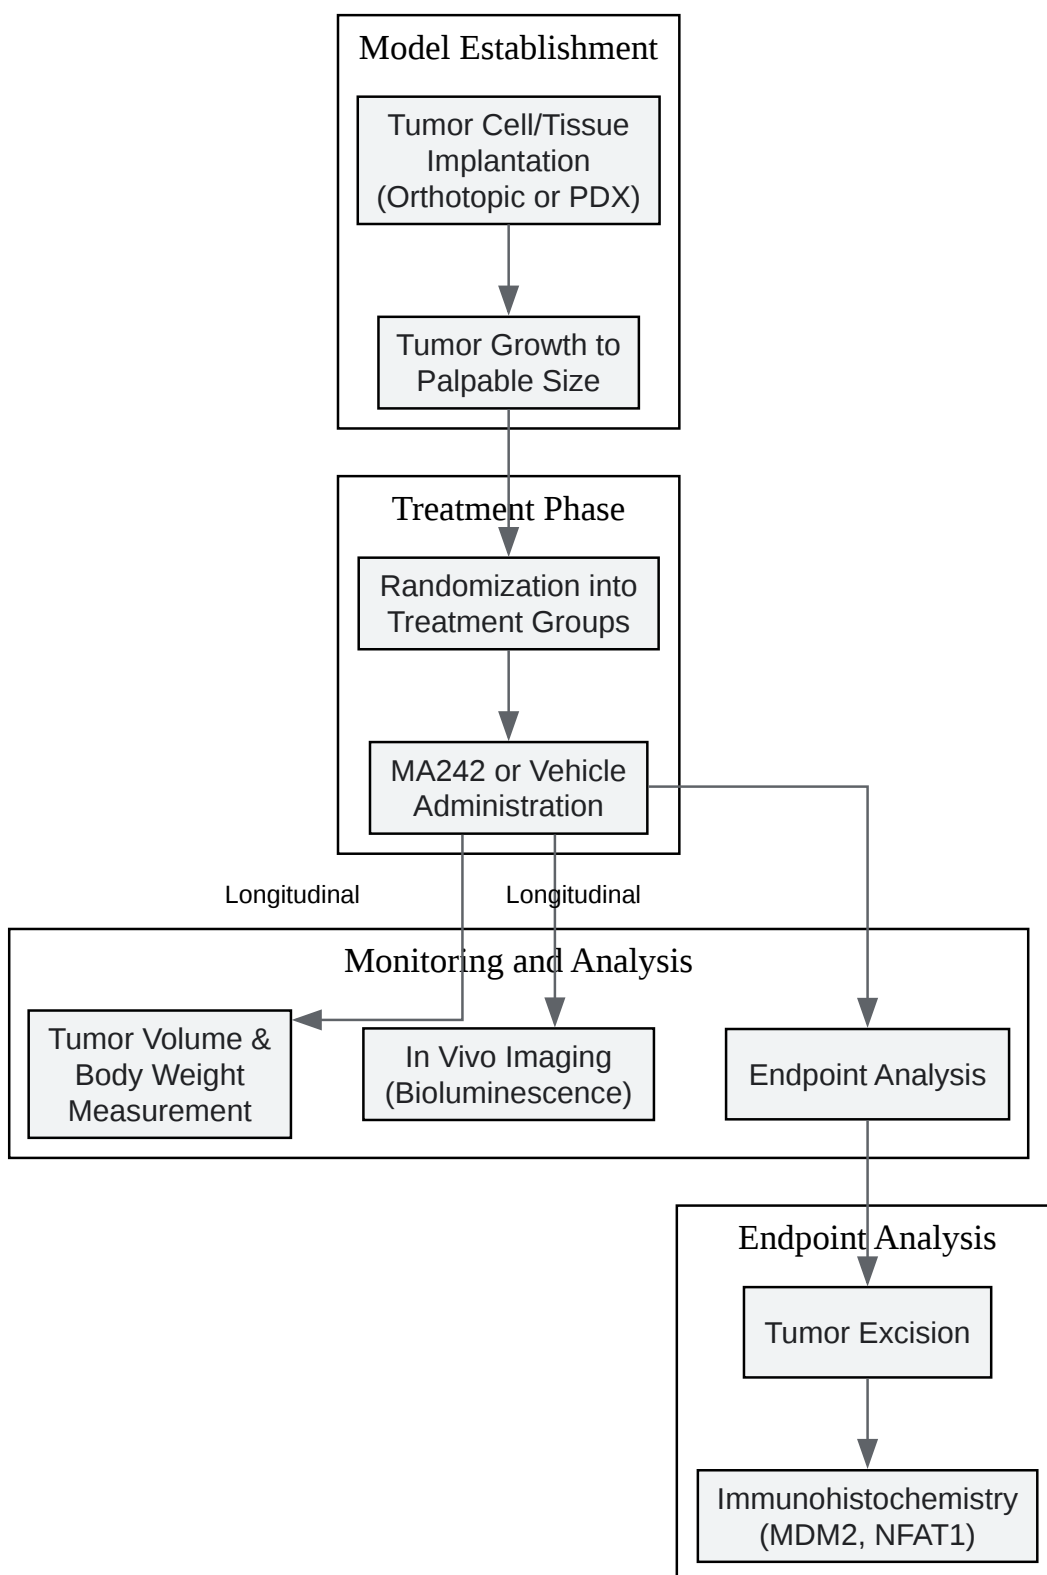 Model Establishment
Tumor Cell/Tissue
Implantation
(Orthotopic or PDX)
Tumor Growth to
Palpable Size
Treatment Phase
Randomization into
Treatment Groups
MA242 or Vehicle
Administration
Longitudinal
Longitudinal
Monitoring and Analysis
Tumor Volume &
Body Weight
Measurement
In Vivo Imaging
(Bioluminescence)
Endpoint Analysis
Endpoint Analysis
Tumor Excision
Immunohistochemistry
(MDM2, NFAT1)